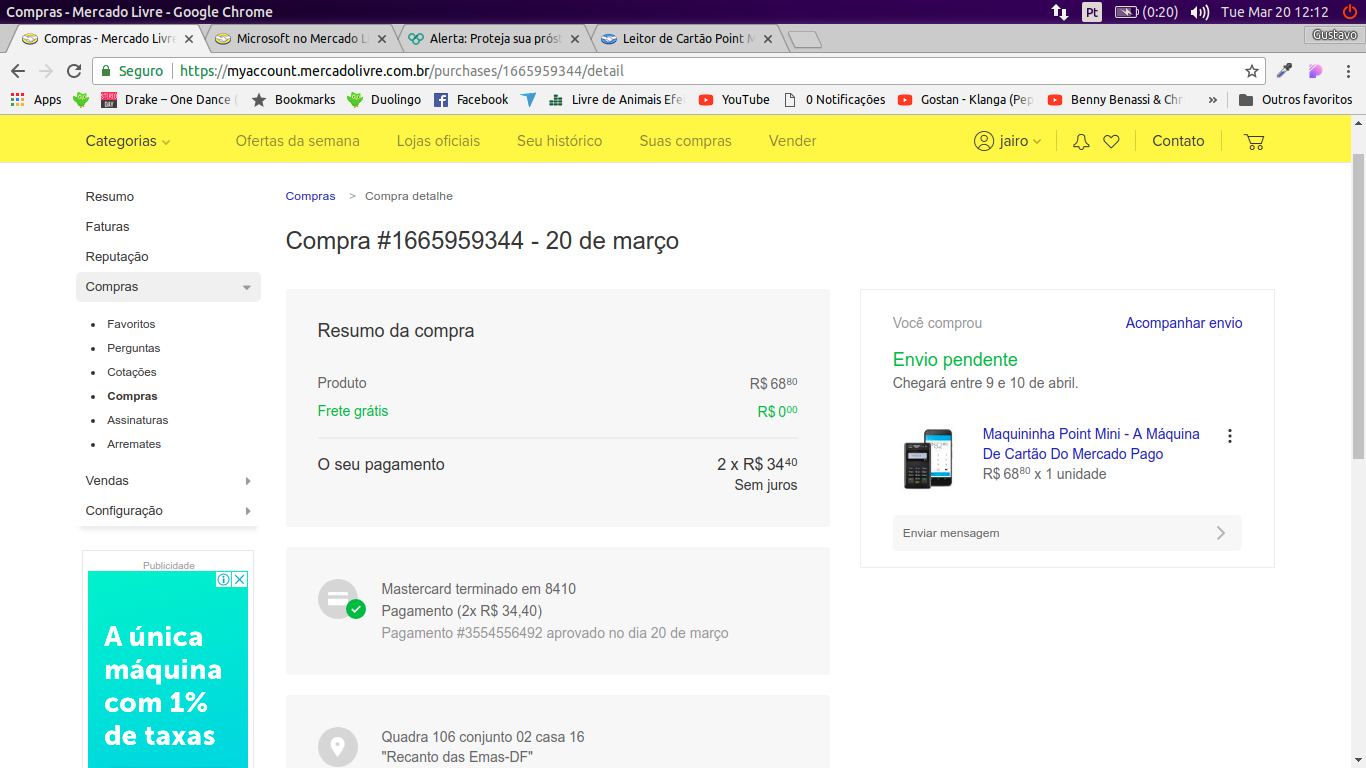 Compras - Mercado Livre - Google Chrome
Pt (0:20) Tue Mar 20 12:12
Compras - Mercado Livre Microsoft no Mercado Li Alerta: Proteja sua prós Leitor de Cartão Point M Gustavo
Seguro https://myaccount.mercadolivre.com.br/purchases/1665959344/detail
Apps Drake – One Dance ( Bookmarks Duolingo Facebook Livre de Animais Efe YouTube 0 Notificações Gostan - Klanga (Pep Benny Benassi & Chr » Outros favoritos
Categorias Ofertas da semana Lojas oficiais Seu histórico Suas compras Vender jairo Contato
Resumo
Faturas
Reputação
Compras
Favoritos
Perguntas
Cotações
Compras
Assinaturas
Arremates
Vendas
Configuração
Publicidade
A única
máquina
com 1%
de taxas
Compras > Compra detalhe
Compra #1665959344 - 20 de março
Resumo da compra
Produto R$ 68⁸⁰
Frete grátis R$ 0⁰⁰
O seu pagamento 2 x R$ 34⁴⁰
Sem juros
Mastercard terminado em 8410
Pagamento (2x R$ 34,40)
Pagamento #3554556492 aprovado no dia 20 de março
Quadra 106 conjunto 02 casa 16
"Recanto das Emas-DF"
Você comprou Acompanhar envio
Envio pendente
Chegará entre 9 e 10 de abril.
Maquininha Point Mini - A Máquina
De Cartão Do Mercado Pago
R$ 68⁸⁰ x 1 unidade
Enviar mensagem